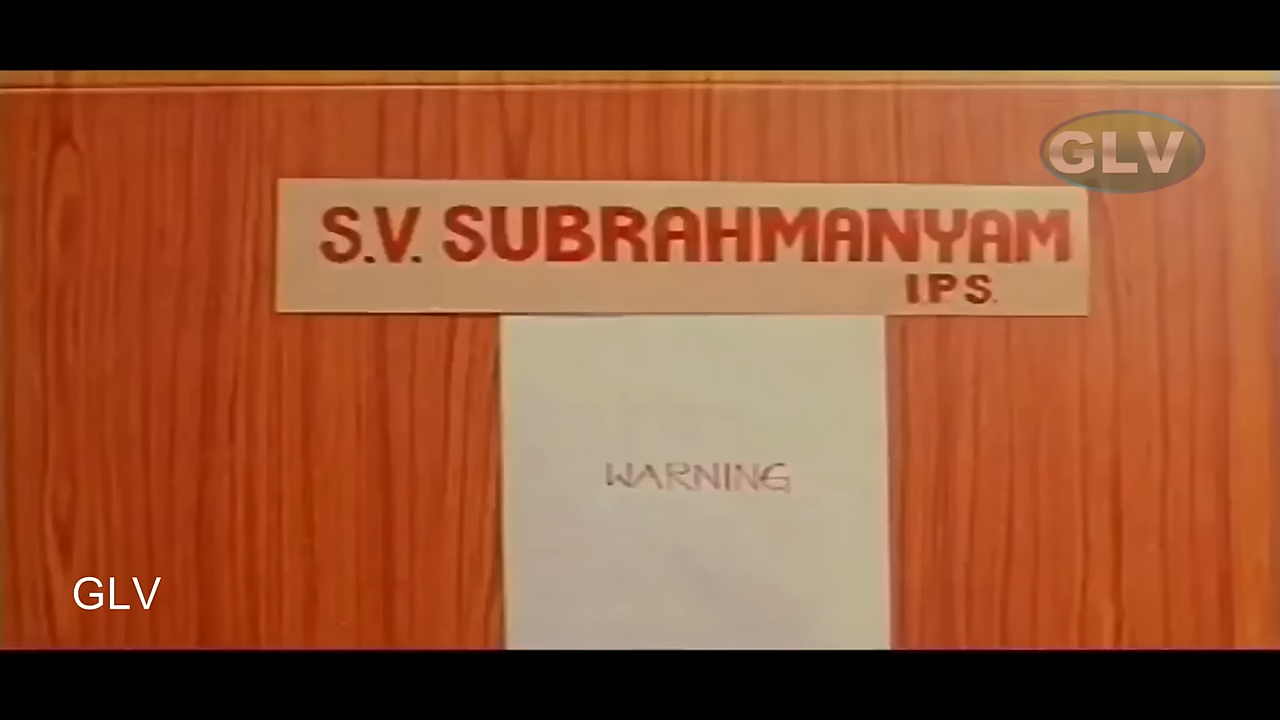 GLV
S.V. SUBRAHMANYAM
I.P.S.
WARNING
GLV